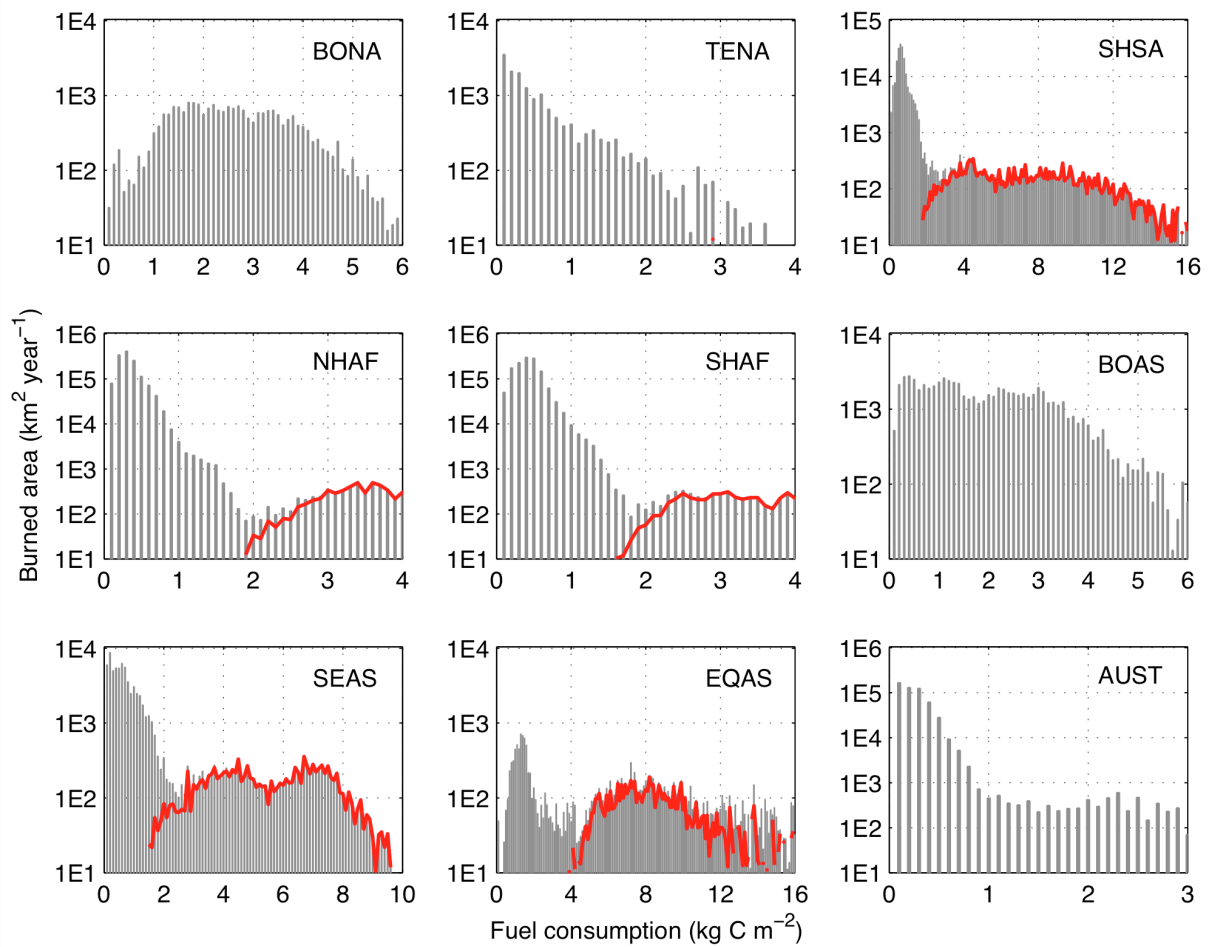 1E4
BONA
1E3
1E2
1E1
0 1 2 3 4 5 6
1E4
TENA
1E3
1E2
1E1
0 1 2 3 4
1E5
SHSA
1E4
1E3
1E2
1E1
0 4 8 12 16
Burned area (km² year⁻¹)
1E6
NHAF
1E5
1E4
1E3
1E2
1E1
0 1 2 3 4
1E6
SHAF
1E5
1E4
1E3
1E2
1E1
0 1 2 3 4
1E4
BOAS
1E3
1E2
1E1
0 1 2 3 4 5 6
1E4
SEAS
1E3
1E2
1E1
0 2 4 6 8 10
1E4
EQAS
1E3
1E2
1E1
0 4 8 12 16
1E6
AUST
1E5
1E4
1E3
1E2
1E1
0 1 2 3
Fuel consumption (kg C m⁻²)